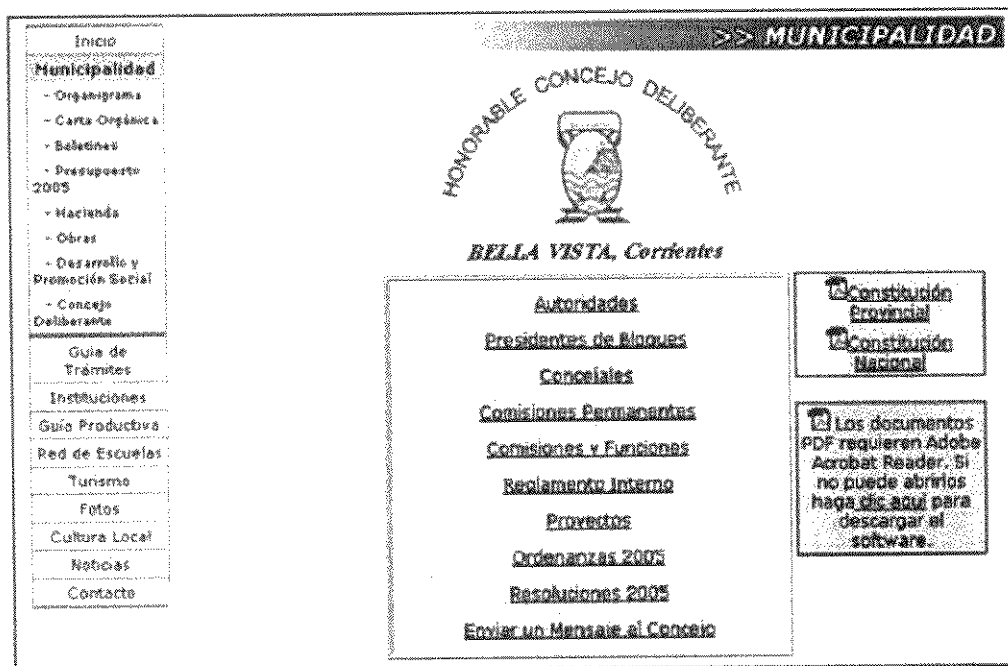 Inicio
Municipalidad
- Organigrama
- Carta Orgánica
- Boletines
- Presupuesto
2005
- Hacienda
- Obras
- Desarrollo y
Promoción Social
- Concejo
Deliberante
Guía de
Trámites
Instituciones
Guía Productiva
Red de Escuelas
Turismo
Fotos
Cultura Local
Noticias
Contacto
>> MUNICIPALIDAD
HONORABLE CONCEJO DELIBERANTE
BELLA VISTA, Corrientes
Autoridades
Presidentes de Bloques
Concejales
Comisiones Permanentes
Comisiones y Funciones
Reglamento Interno
Proyectos
Ordenanzas 2005
Resoluciones 2005
Enviar un Mensaje al Concejo
Constitución
Provincial
Constitución
Nacional
Los documentos
PDF requieren Adobe
Acrobat Reader. Si
no puede abrirlos
haga clic aquí para
descargar el
software.